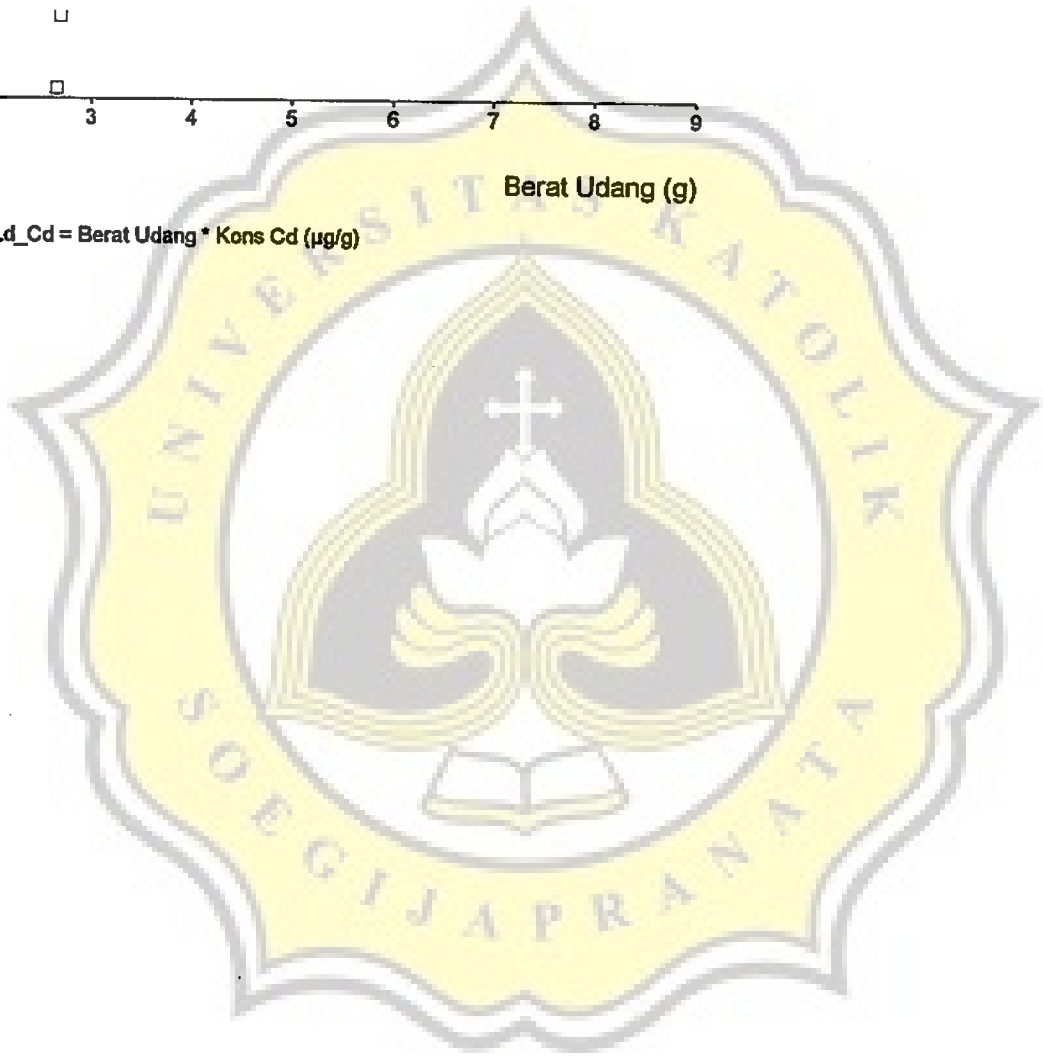 3 4 5 6 7 8 9
Berat Udang (g)
.d_Cd = Berat Udang * Kons Cd (µg/g)
UNIVERSITAS KATOLIK
SOEGIJAPRANATA